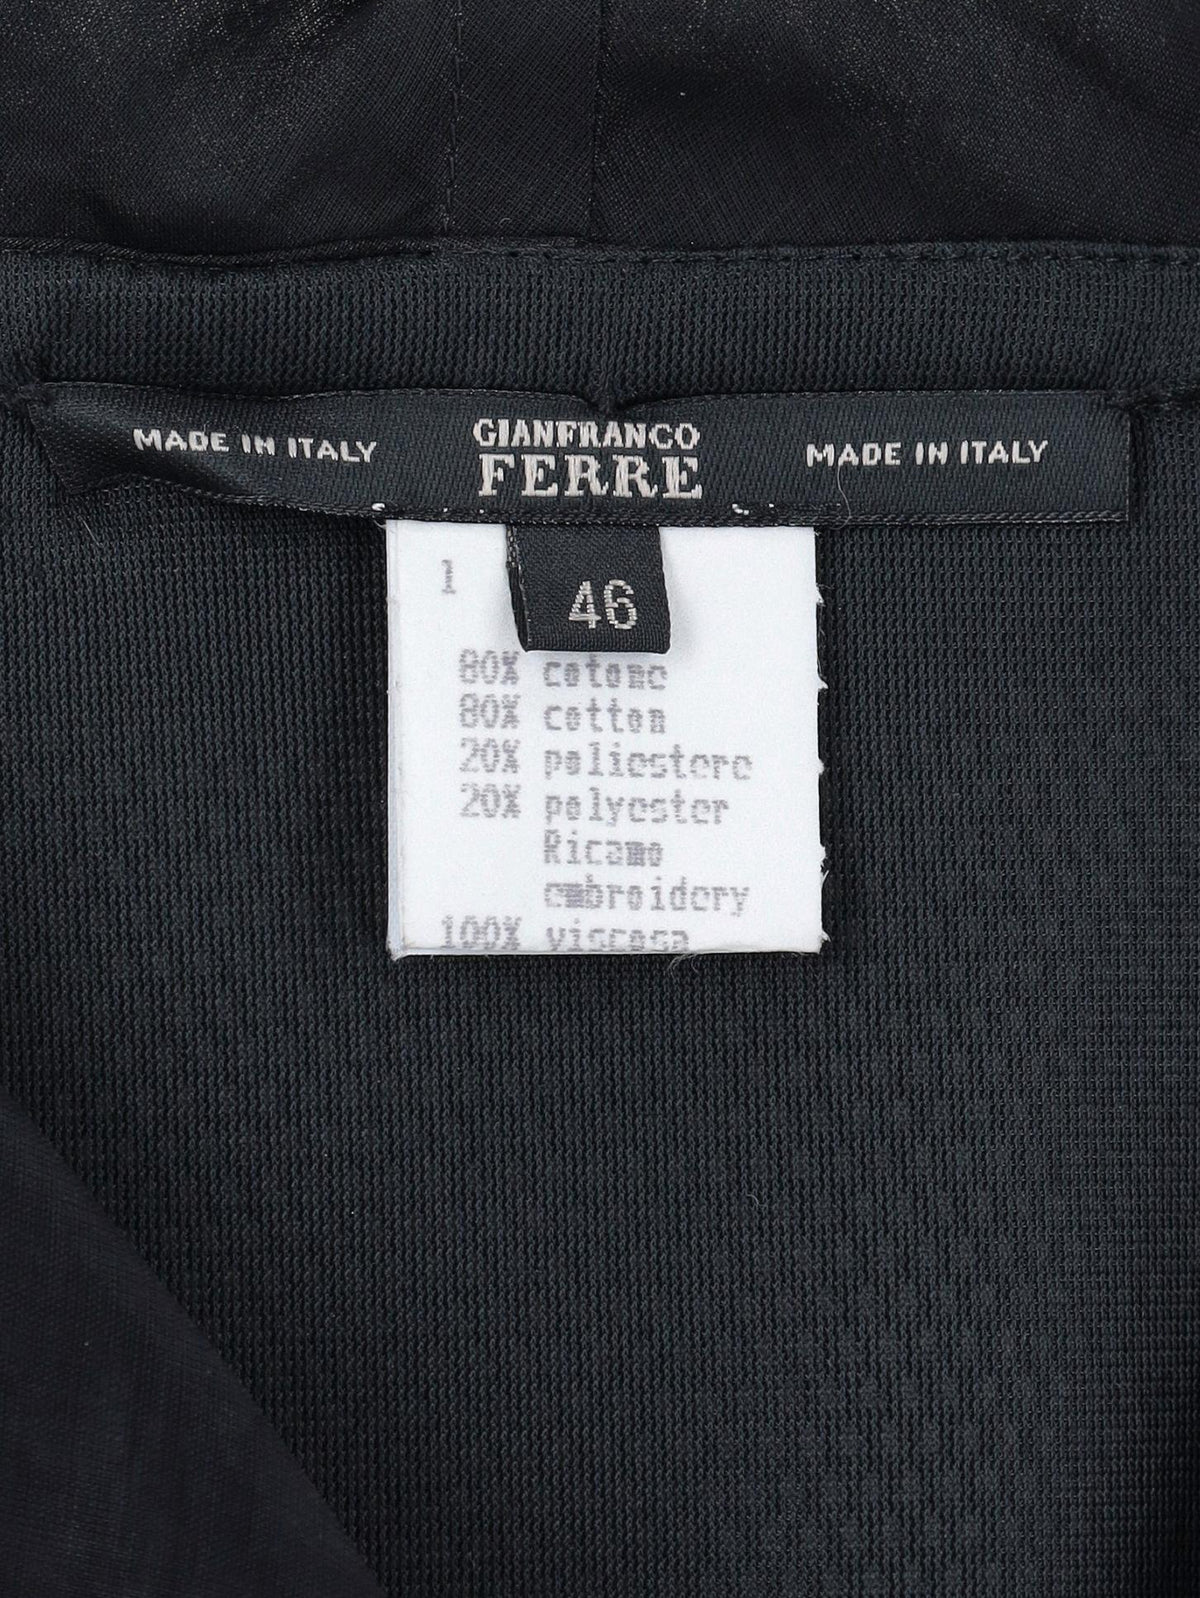 MADE IN ITALY
GIANFRANCO
FERRE
MADE IN ITALY
1
46
80% cotone
80% cotton
20% poliestere
20% polyester
Ricamo
embroidery
100% viscosa